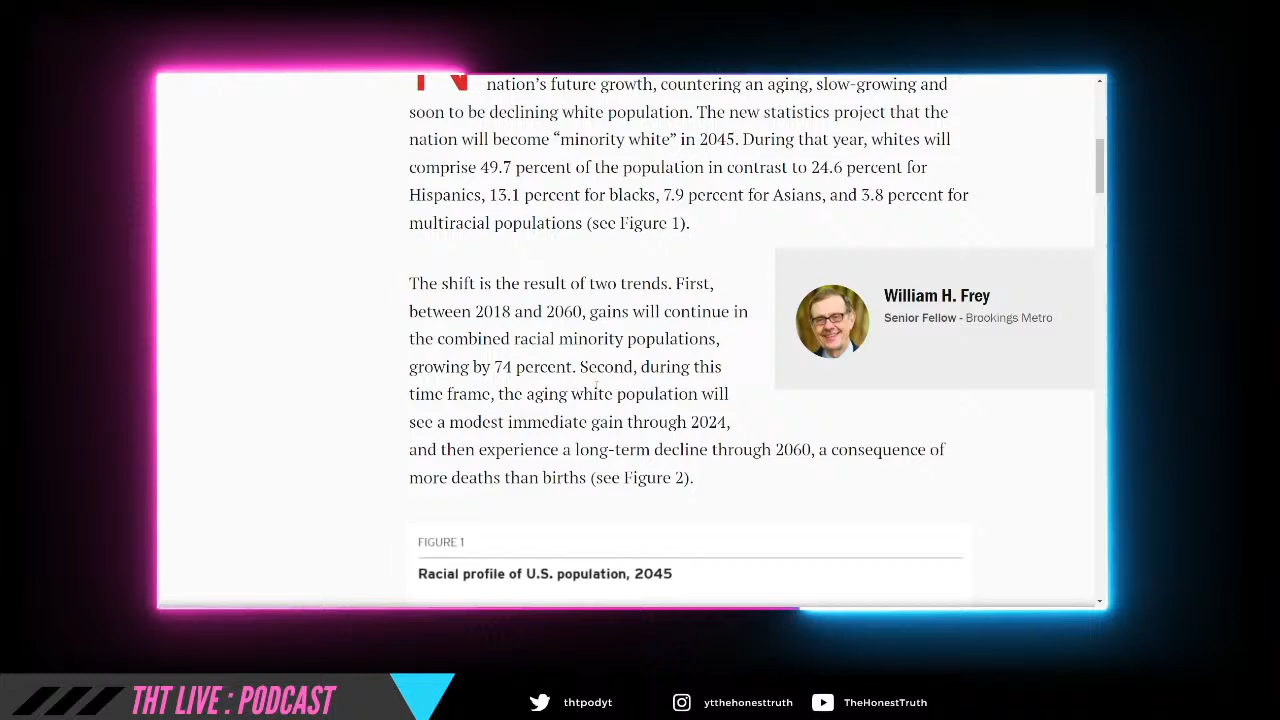 nation's future growth, countering an aging, slow-growing and
soon to be declining white population. The new statistics project that the
nation will become “minority white” in 2045. During that year, whites will
comprise 49.7 percent of the population in contrast to 24.6 percent for
Hispanics, 13.1 percent for blacks, 7.9 percent for Asians, and 3.8 percent for
multiracial populations (see Figure 1).
The shift is the result of two trends. First,
between 2018 and 2060, gains will continue in
the combined racial minority populations,
growing by 74 percent. Second, during this
time frame, the aging white population will
see a modest immediate gain through 2024,
and then experience a long-term decline through 2060, a consequence of
more deaths than births (see Figure 2).
William H. Frey
Senior Fellow - Brookings Metro
FIGURE 1
Racial profile of U.S. population, 2045
THT LIVE : PODCAST
thtpodyt
ytthehonesttruth
TheHonestTruth